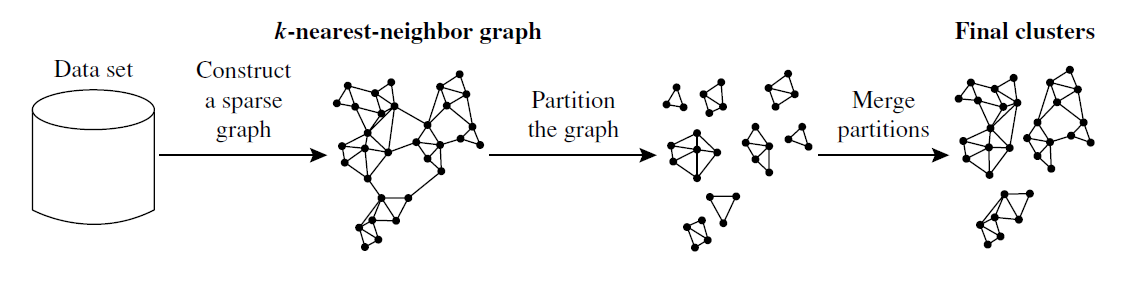 k-nearest-neighbor graph
Final clusters
Data set
Construct
a sparse
graph
Partition
the graph
Merge
partitions